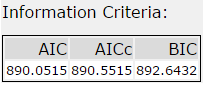 Information Criteria:
AIC AICc BIC
890.0515 890.5515 892.6432